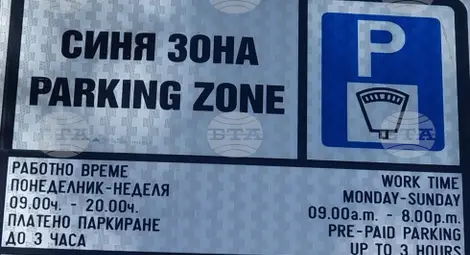 СИНЯ ЗОНА
PARKING ZONE
P
РАБОТНО ВРЕМЕ
ПОНЕДЕЛНИК-НЕДЕЛЯ
09.00ч. - 20.00ч.
ПЛАТЕНО ПАРКИРАНЕ
ДО 3 ЧАСА
WORK TIME
MONDAY-SUNDAY
09.00a.m. - 8.00p.m.
PRE-PAID PARKING
UP TO 3 HOURS
БТА